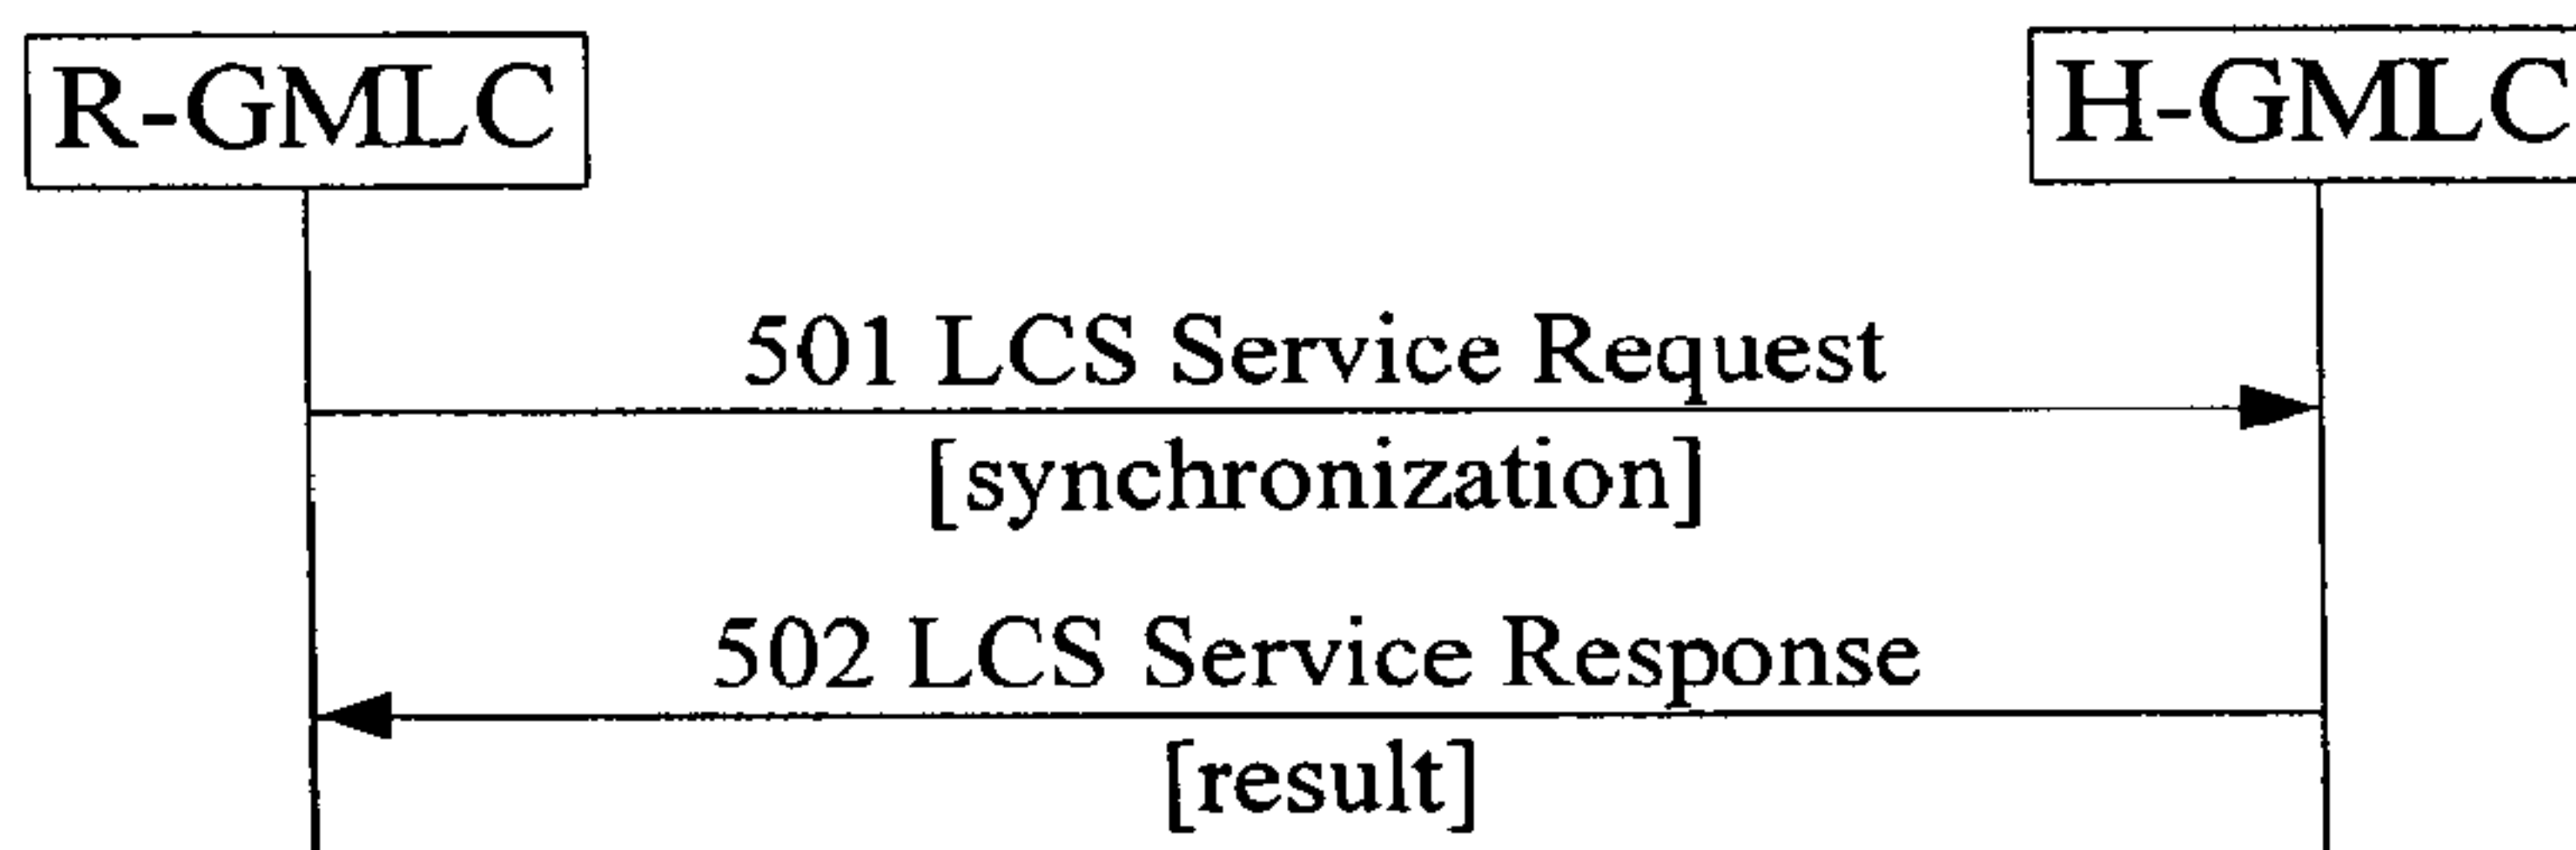 R-GMLC
H-GMLC
501 LCS Service Request
[synchronization]
502 LCS Service Response
[result]